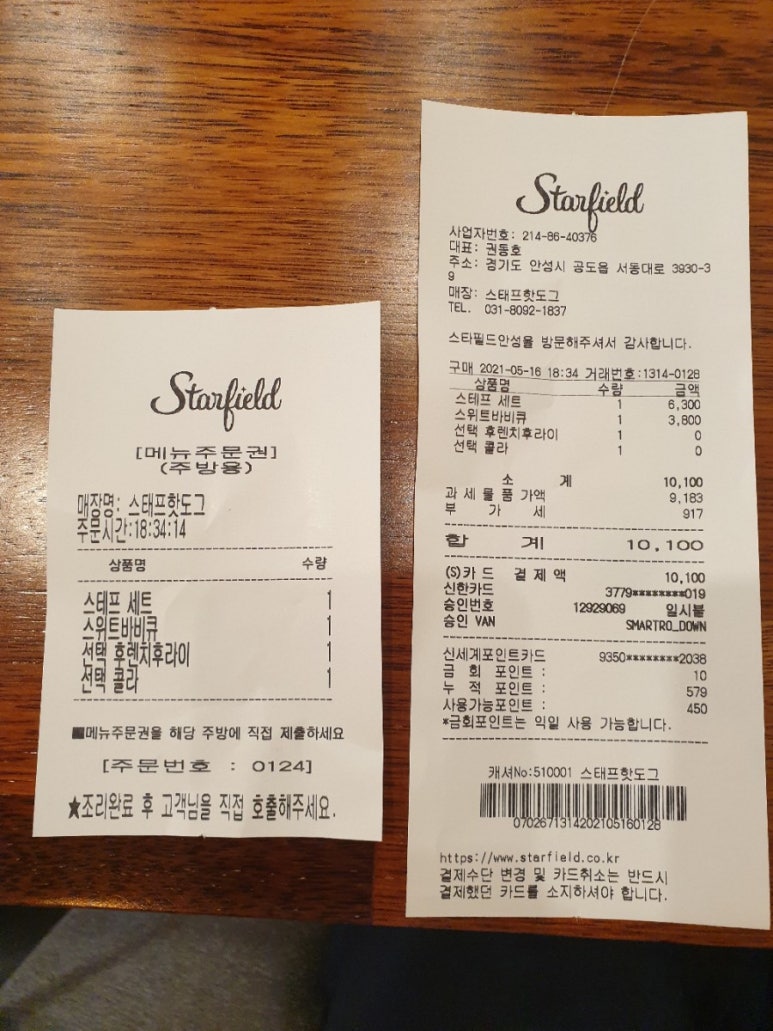 Starfield
[메뉴주문권]
(주방용)
매장명: 스태프핫도그
주문시간:18:34:14
상품명 수량
스테프 세트 1
스위트바비큐 1
선택 후렌치후라이 1
선택 콜라 1
■메뉴주문권을 해당 주방에 직접 제출하세요
[주문번호 : 0124]
★조리완료 후 고객님을 직접 호출해주세요.
Starfield
사업자번호: 214-86-40376
대표: 권동호
주소: 경기도 안성시 공도읍 서동대로 3930-3
9
매장: 스태프핫도그
TEL. 031-8092-1837
스타필드안성을 방문해주셔서 감사합니다.
구매 2021-05-16 18:34 거래번호:1314-0128
상품명 수량 금액
스테프 세트 1 6,300
스위트바비큐 1 3,800
선택 후렌치후라이 1 0
선택 콜라 1 0
소 계 10,100
과 세 물 품 가액 9,183
부 가 세 917
합 계 10,100
(S)카 드 결 제 액 10,100
신한카드 3779********019
승인번호 12929069 일시불
승인 VAN SMARTRO_DOWN
신세계포인트카드 9350********2038
금 회 포인트 : 10
누 적 포인트 : 579
사용가능포인트 : 450
*금회포인트는 익일 사용 가능합니다.
캐셔No:510001 스태프핫도그
0702671314202105160128
https://www.starfield.co.kr
결제수단 변경 및 카드취소는 반드시
결제했던 카드를 소지하셔야 합니다.